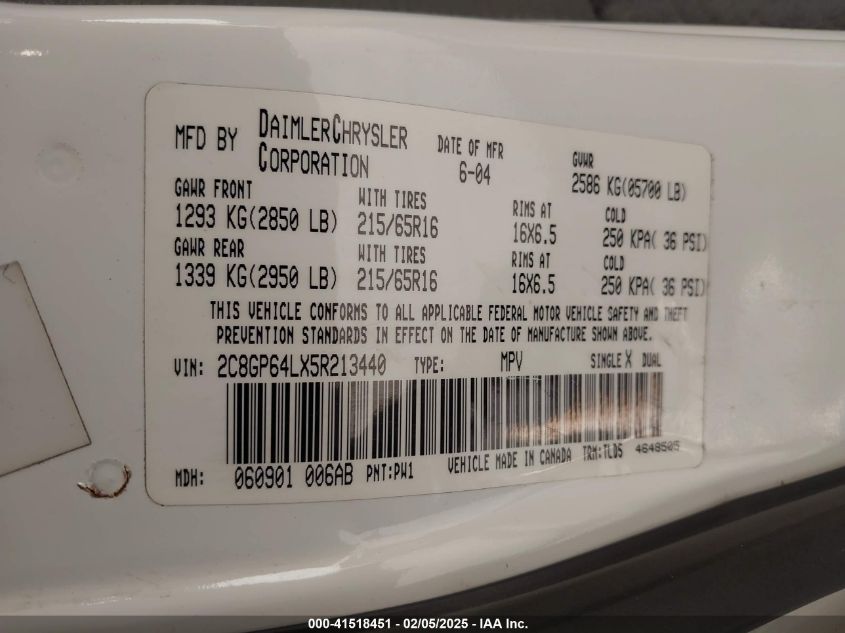 MFD BY DAIMLERCHRYSLER CORPORATION
DATE OF MFR 6-04
GVWR 2586 KG(05700 LB)
GAWR FRONT WITH TIRES RIMS AT COLD
1293 KG(2850 LB) 215/65R16 16X6.5 250 KPA( 36 PSI)
GAWR REAR WITH TIRES RIMS AT COLD
1339 KG(2950 LB) 215/65R16 16X6.5 250 KPA( 36 PSI)
THIS VEHICLE CONFORMS TO ALL APPLICABLE FEDERAL MOTOR VEHICLE SAFETY AND THEFT
PREVENTION STANDARDS IN EFFECT ON THE DATE OF MANUFACTURE SHOWN ABOVE.
VIN: 2C8GP64LX5R213440 TYPE: MPV SINGLE X DUAL
MDH: 060901 006AB PNT:PW1 VEHICLE MADE IN CANADA TRM:TLDS 4648505
000-41518451 - 02/05/2025 - IAA Inc.